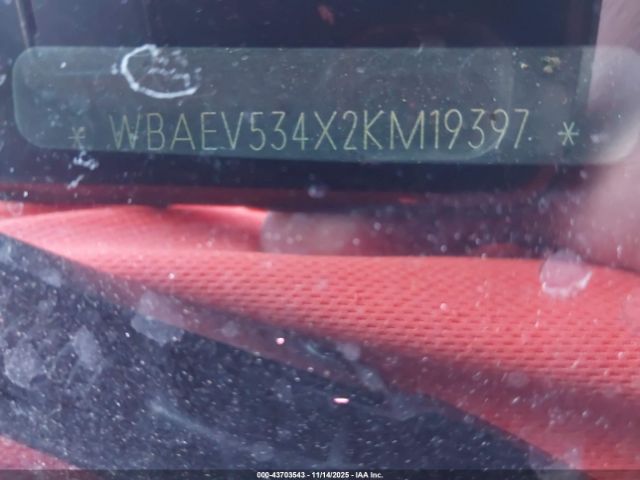 * WBAEV534X2KM19397 *
000-43703543 - 11/14/2025 - IAA Inc.